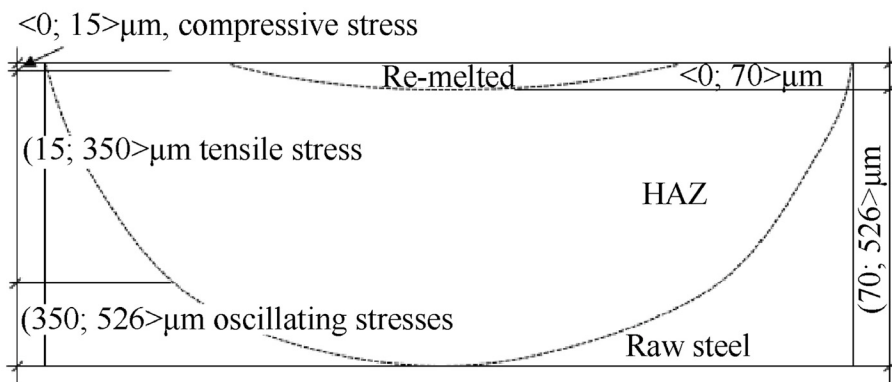 <0; 15>μm, compressive stress
Re-melted
<0; 70>μm
(15; 350>μm tensile stress
HAZ
(70; 526>μm
(350; 526>μm oscillating stresses
Raw steel